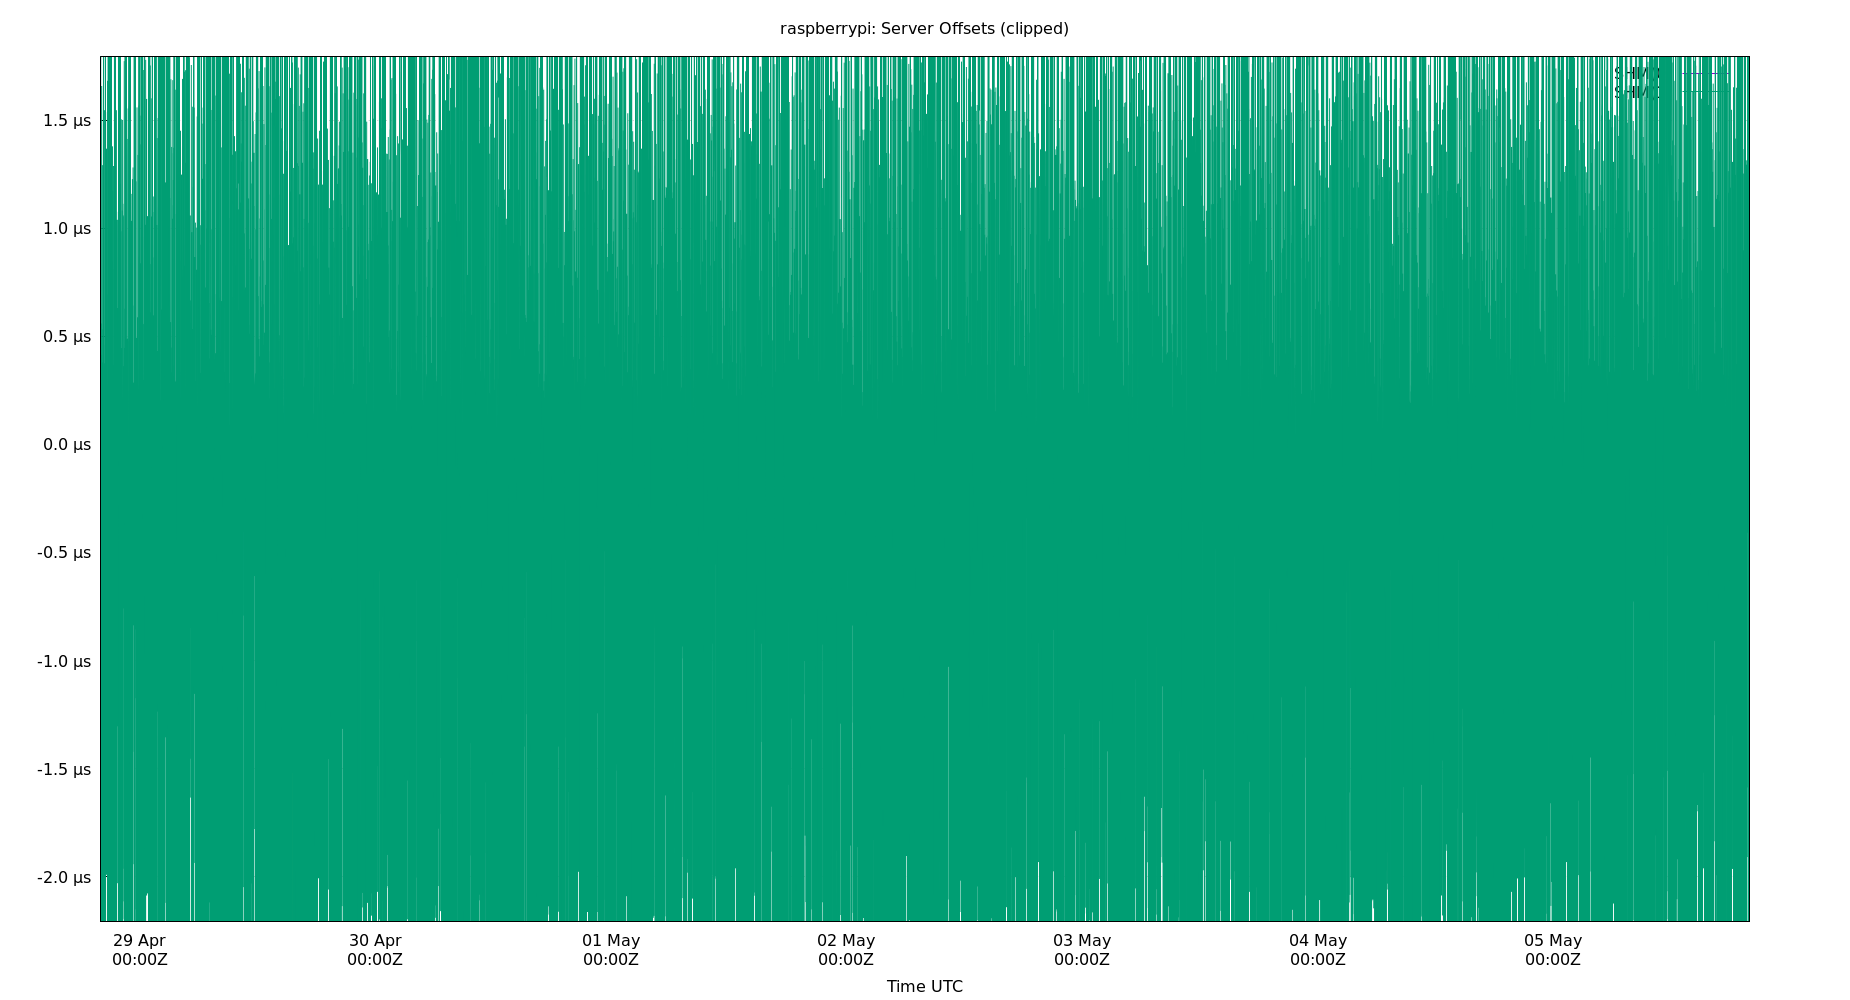 raspberrypi: Server Offsets (clipped)
1.5 µs
1.0 µs
0.5 µs
0.0 µs
-0.5 µs
-1.0 µs
-1.5 µs
-2.0 µs
29 Apr
00:00Z
30 Apr
00:00Z
01 May
00:00Z
02 May
00:00Z
03 May
00:00Z
04 May
00:00Z
05 May
00:00Z
Time UTC